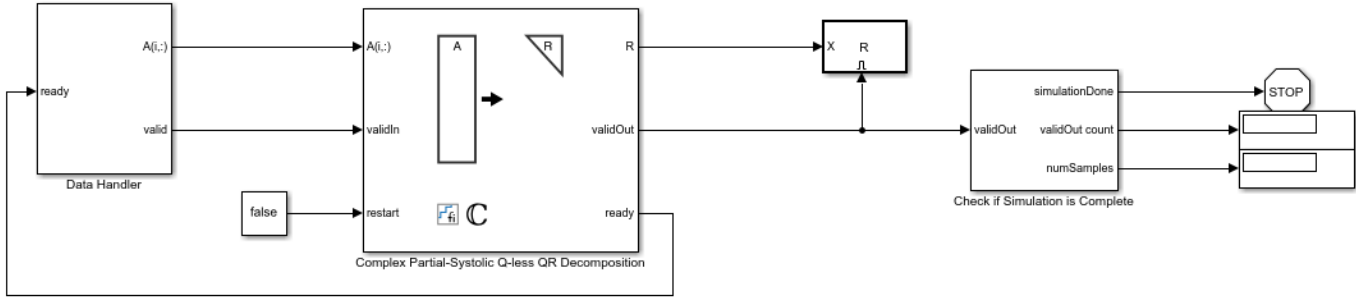 A(i,:)
ready
valid
Data Handler
false
A(i,:)
validIn
restart
A
R
fi ℂ
R
validOut
ready
Complex Partial-Systolic Q-less QR Decomposition
X R
validOut
simulationDone
validOut count
numSamples
Check if Simulation is Complete
STOP